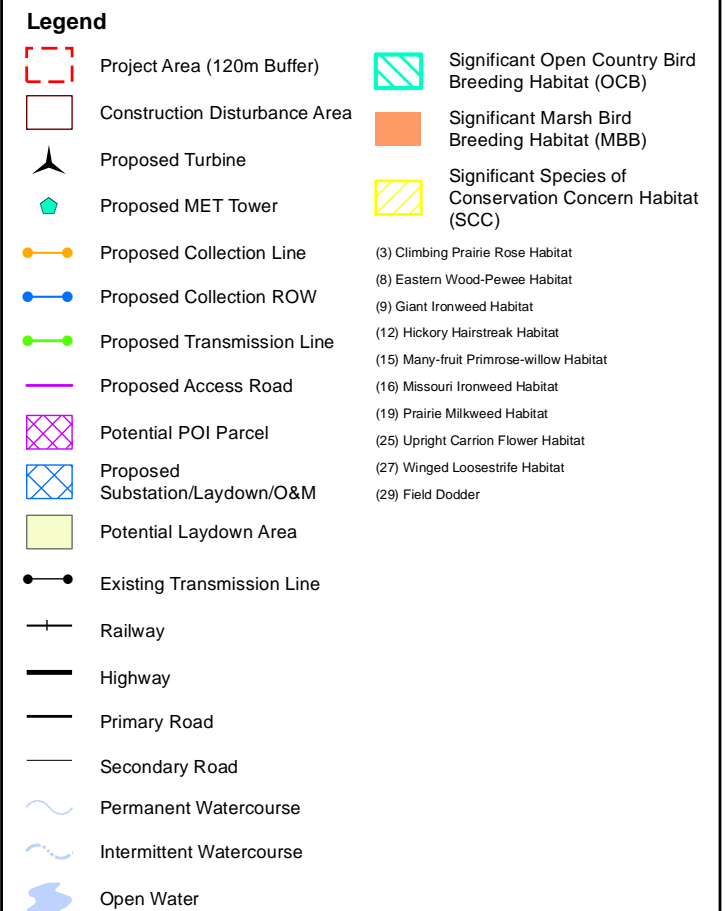 Legend
Project Area (120m Buffer)
Construction Disturbance Area
Proposed Turbine
Proposed MET Tower
Proposed Collection Line
Proposed Collection ROW
Proposed Transmission Line
Proposed Access Road
Potential POI Parcel
Proposed
Substation/Laydown/O&M
Potential Laydown Area
Existing Transmission Line
Railway
Highway
Primary Road
Secondary Road
Permanent Watercourse
Intermittent Watercourse
Open Water
Significant Open Country Bird
Breeding Habitat (OCB)
Significant Marsh Bird
Breeding Habitat (MBB)
Significant Species of
Conservation Concern Habitat
(SCC)
(3) Climbing Prairie Rose Habitat
(8) Eastern Wood-Pewee Habitat
(9) Giant Ironweed Habitat
(12) Hickory Hairstreak Habitat
(15) Many-fruit Primrose-willow Habitat
(16) Missouri Ironweed Habitat
(19) Prairie Milkweed Habitat
(25) Upright Carrion Flower Habitat
(27) Winged Loosestrife Habitat
(29) Field Dodder